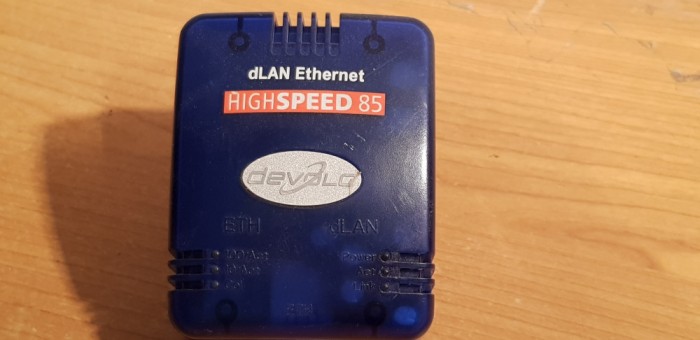 dLAN Ethernet
HIGHSPEED 85
devolo
ETH dLAN
Power
Act
Link